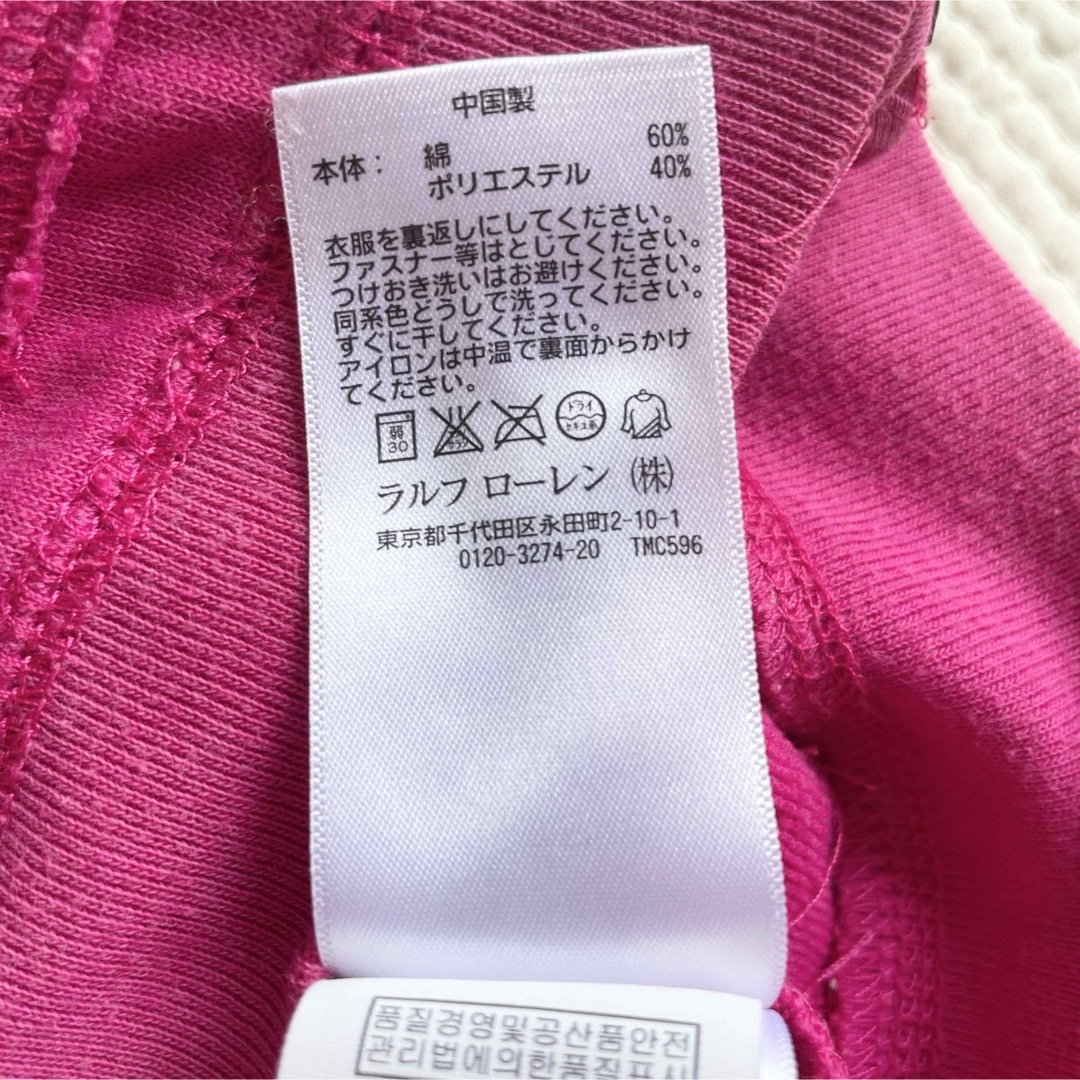 中国製
本体: 綿 60%
ポリエステル 40%
衣服を裏返しにしてください。
ファスナー等はとじてください。
つけおき洗いはお避けください。
同系色どうしで洗ってください。
すぐに干してください。
アイロンは中温で裏面からかけ
てください。
弱 30 ドライ セキユ系
ラルフ ローレン (株)
東京都千代田区永田町2-10-1
0120-3274-20 TMC596
품질경영및공산품안전
관리법에의한품질표시